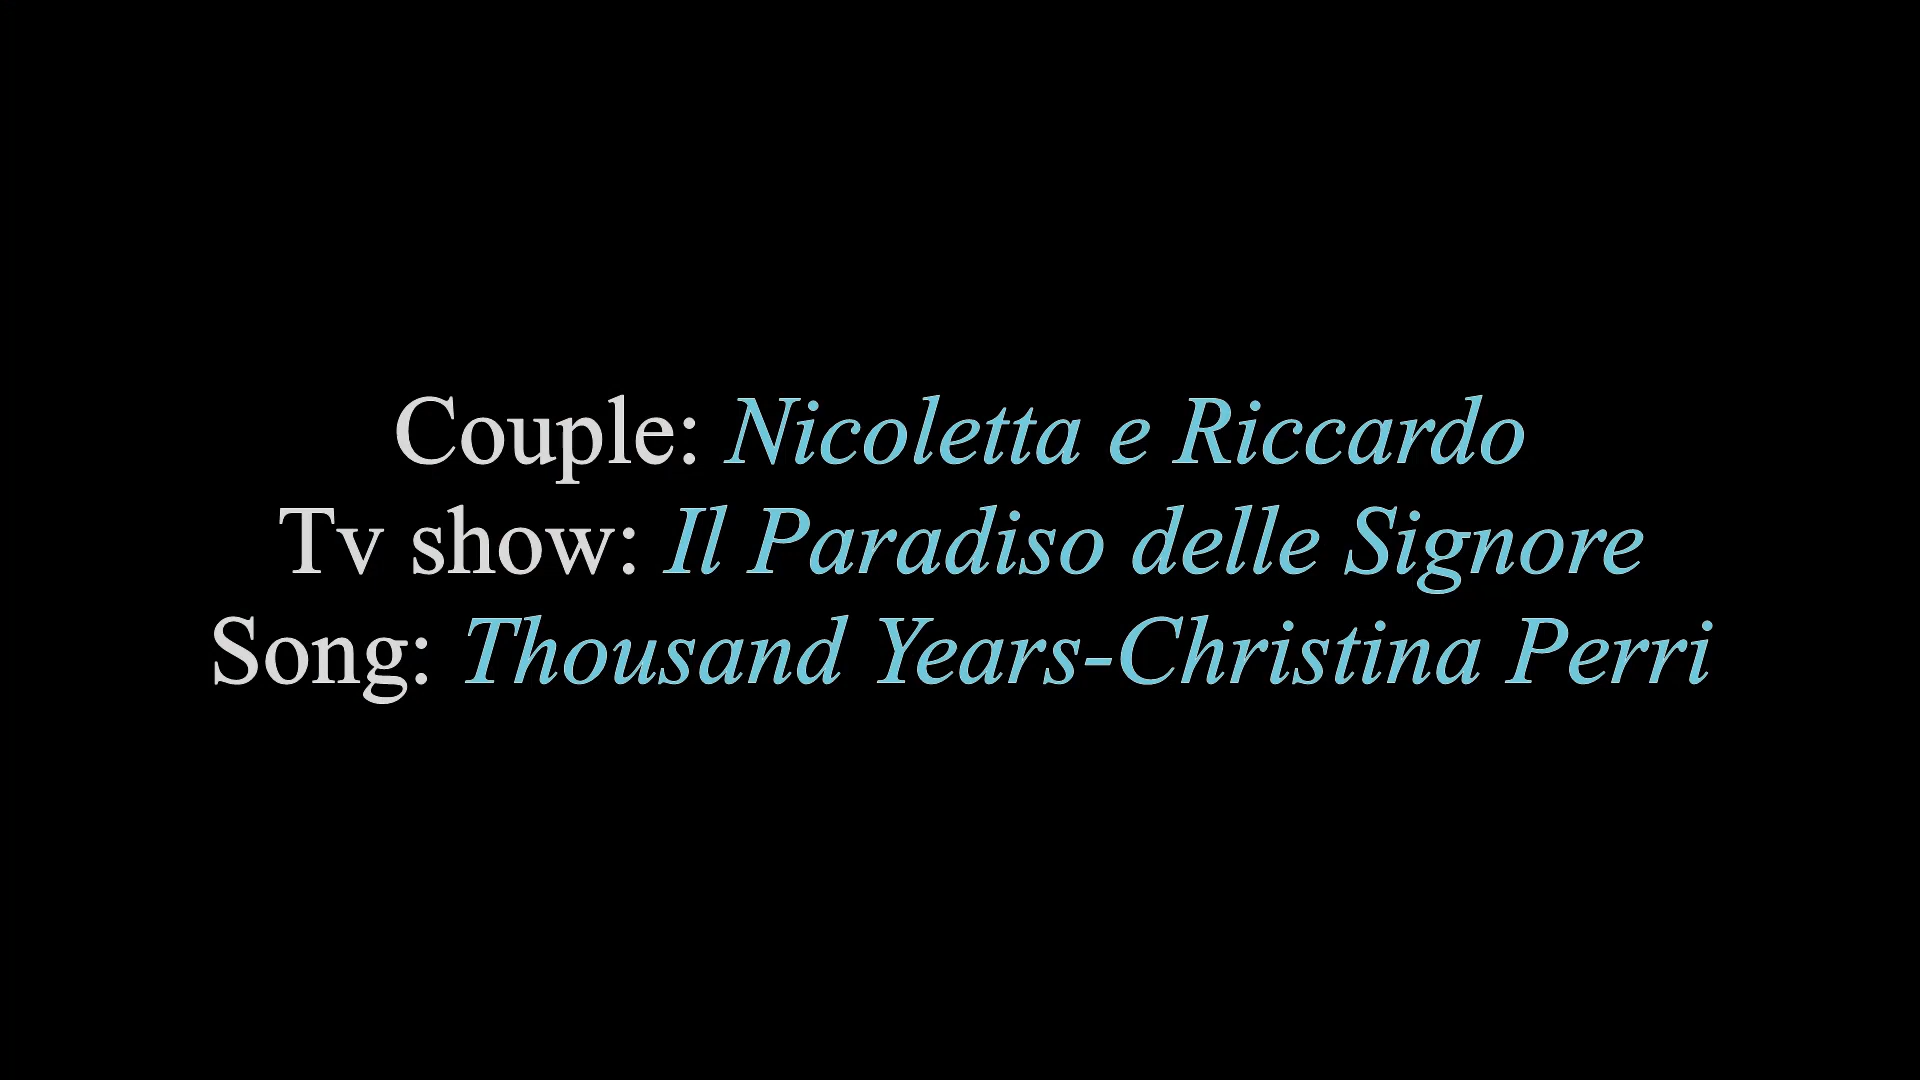 Couple: Nicoletta e Riccardo
Tv show: Il Paradiso delle Signore
Song: Thousand Years-Christina Perri